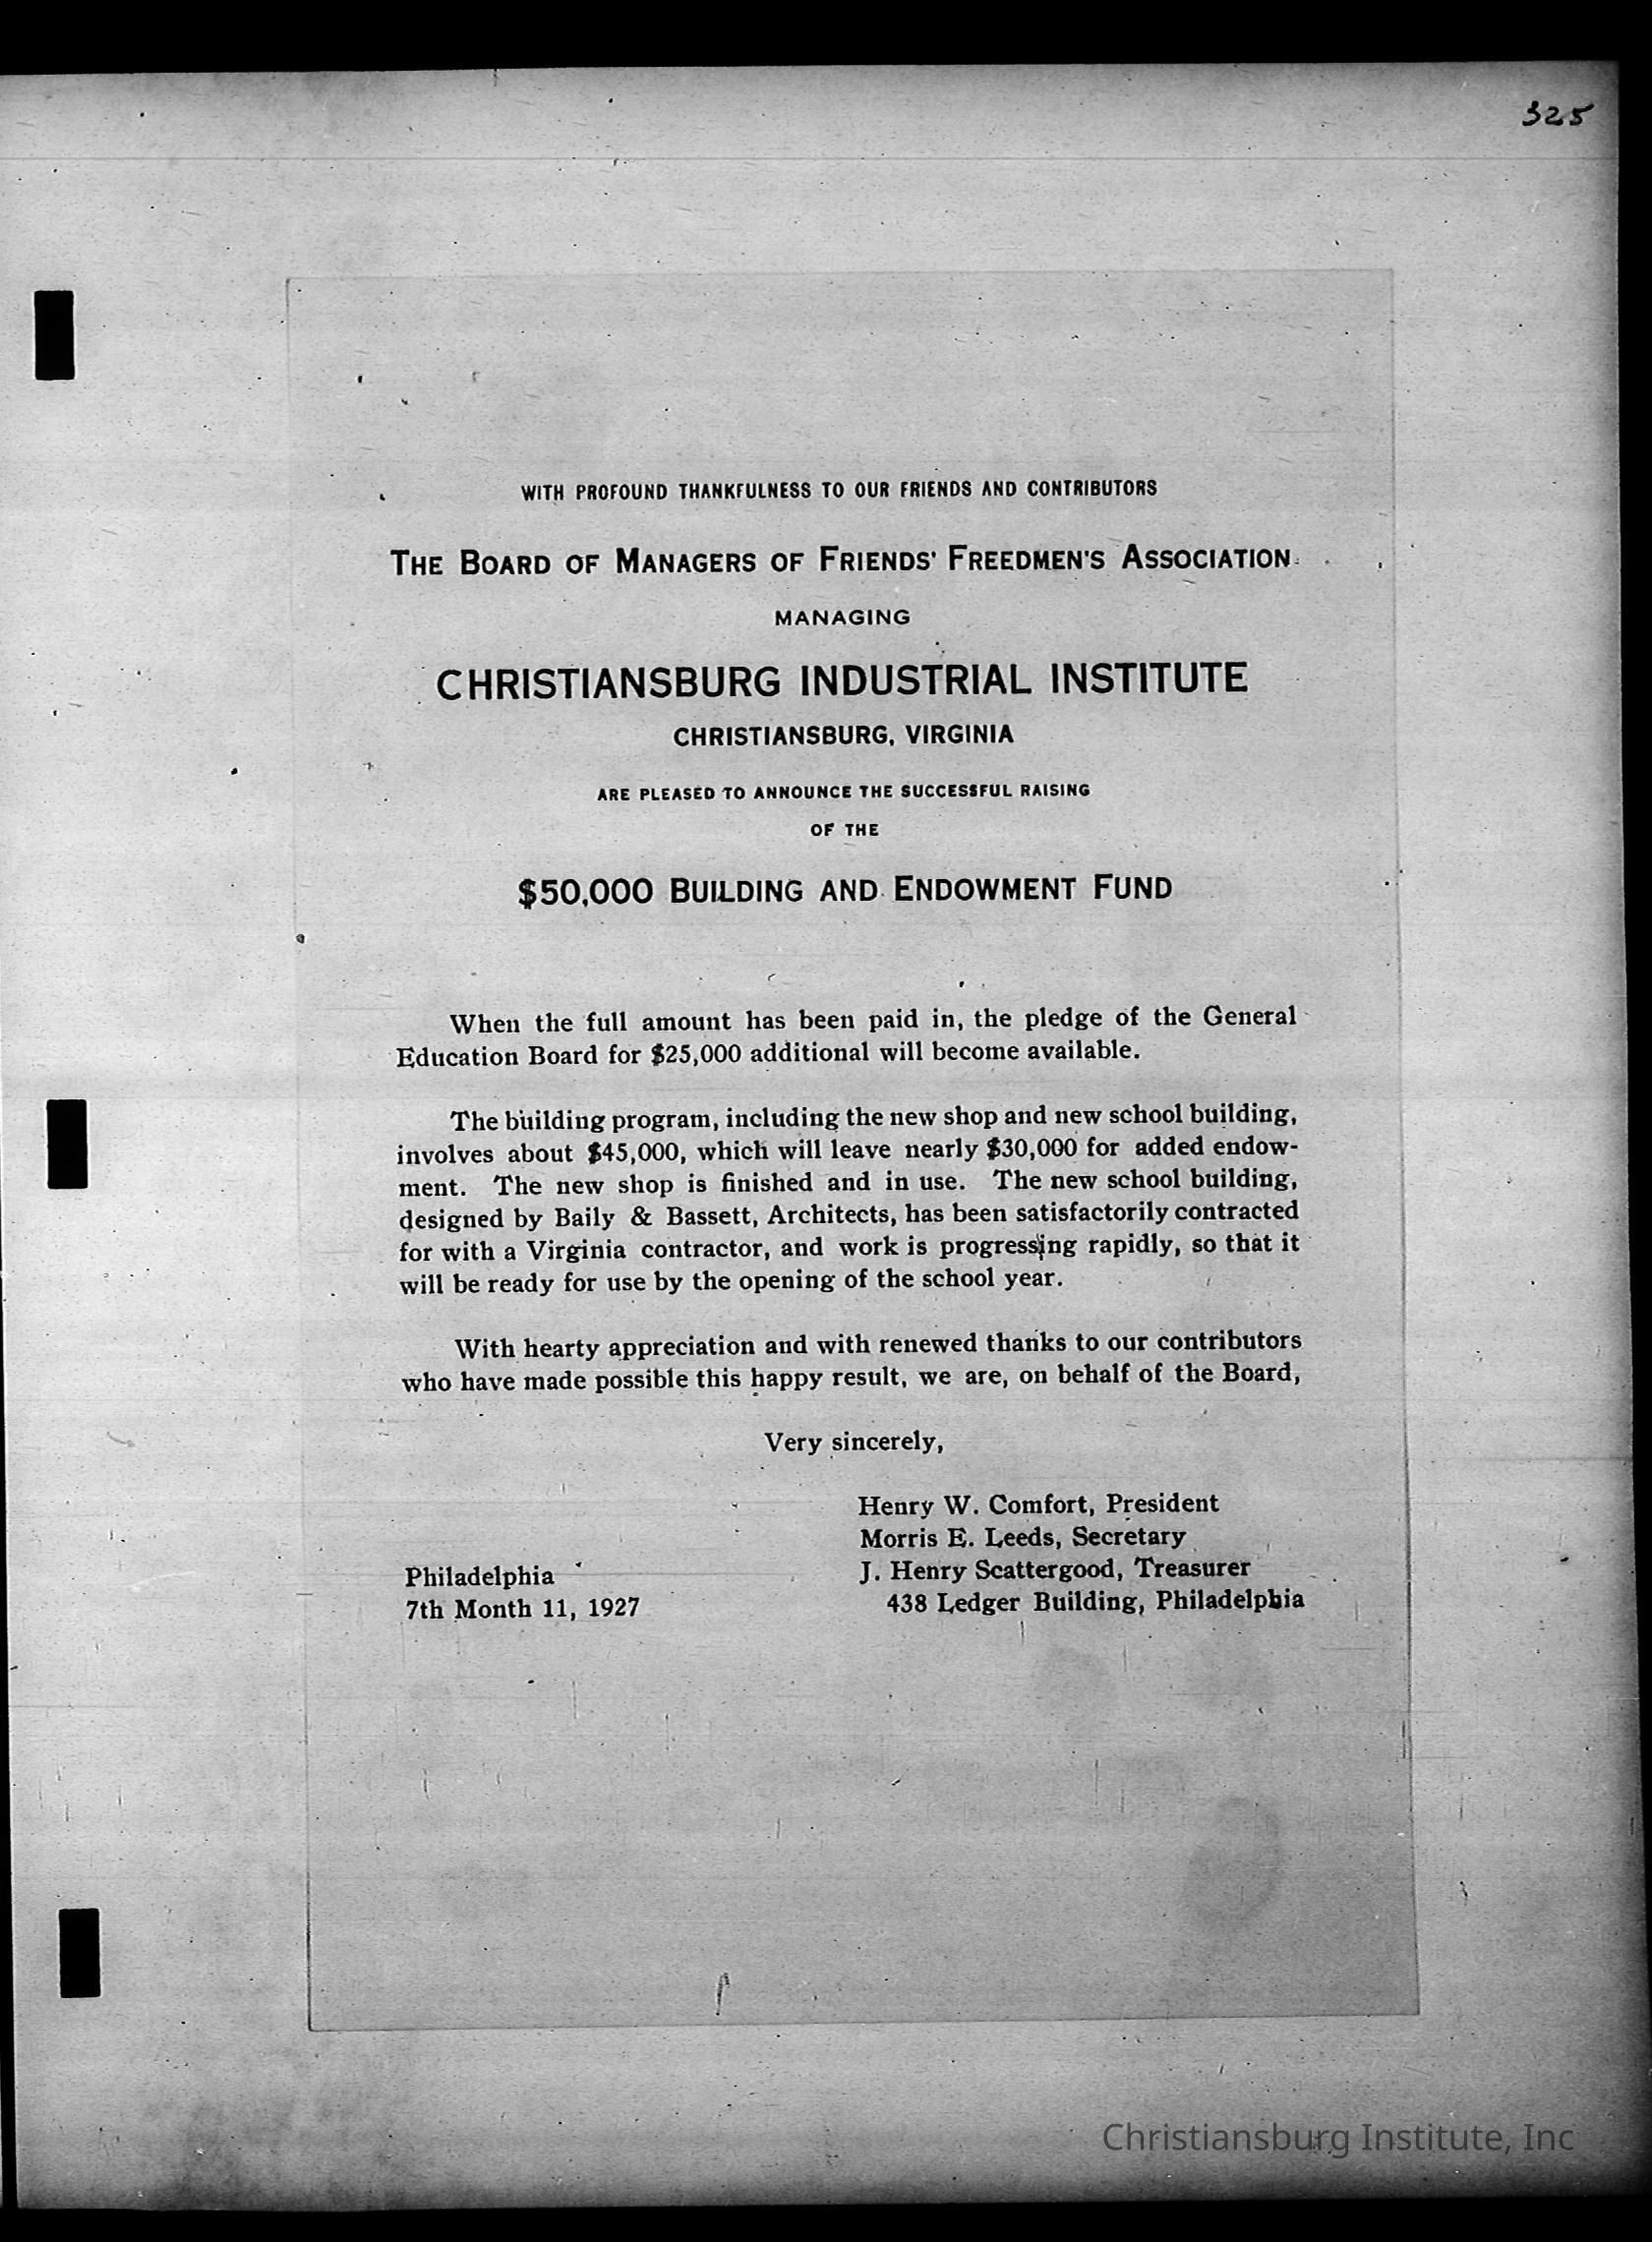 325
WITH PROFOUND THANKFULNESS TO OUR FRIENDS AND CONTRIBUTORS
THE BOARD OF MANAGERS OF FRIENDS' FREEDMEN'S ASSOCIATION
MANAGING
CHRISTIANSBURG INDUSTRIAL INSTITUTE
CHRISTIANSBURG, VIRGINIA
ARE PLEASED TO ANNOUNCE THE SUCCESSFUL RAISING
OF THE
$50,000 BUILDING AND ENDOWMENT FUND
When the full amount has been paid in, the pledge of the General
Education Board for $25,000 additional will become available.
The building program, including the new shop and new school building,
involves about $45,000, which will leave nearly $30,000 for added endow-
ment. The new shop is finished and in use. The new school building,
designed by Baily & Bassett, Architects, has been satisfactorily contracted
for with a Virginia contractor, and work is progressing rapidly, so that it
will be ready for use by the opening of the school year.
With hearty appreciation and with renewed thanks to our contributors
who have made possible this happy result, we are, on behalf of the Board,
Very sincerely,
Henry W. Comfort, President
Morris E. Leeds, Secretary
J. Henry Scattergood, Treasurer
438 Ledger Building, Philadelphia
Philadelphia
7th Month 11, 1927
Christiansburg Institute, Inc